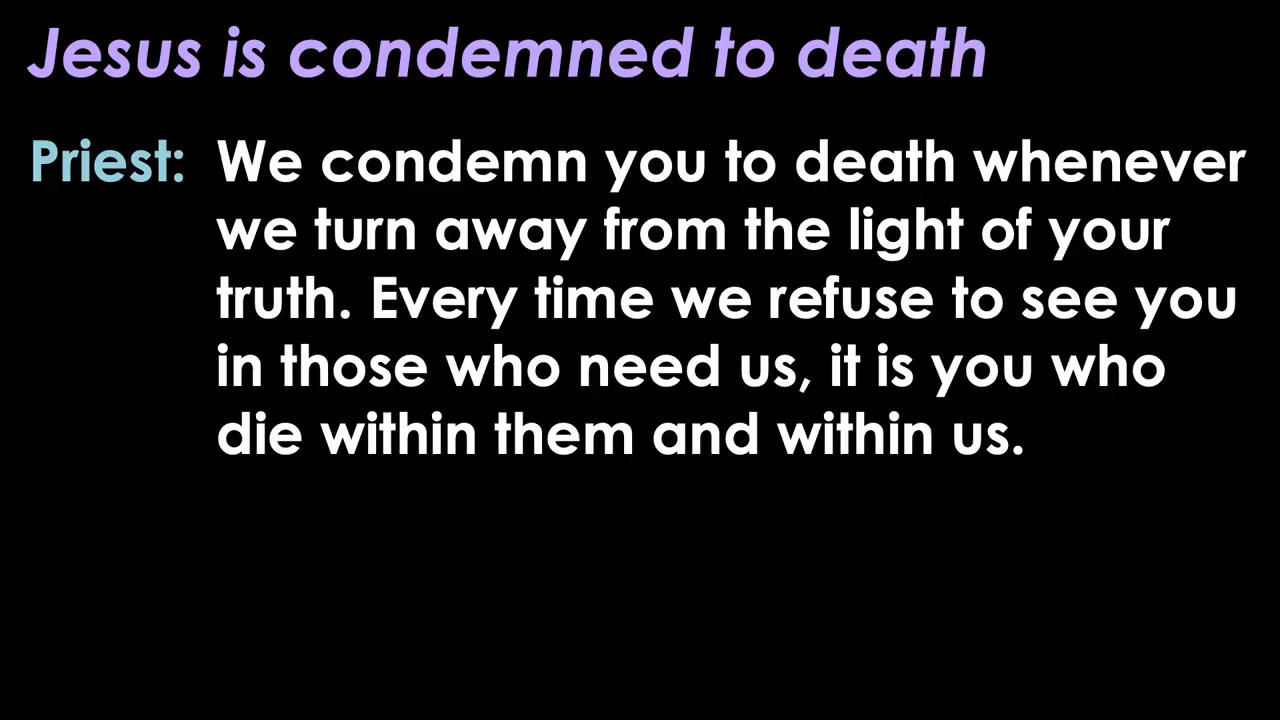 Jesus is condemned to death
Priest: We condemn you to death whenever
we turn away from the light of your
truth. Every time we refuse to see you
in those who need us, it is you who
die within them and within us.